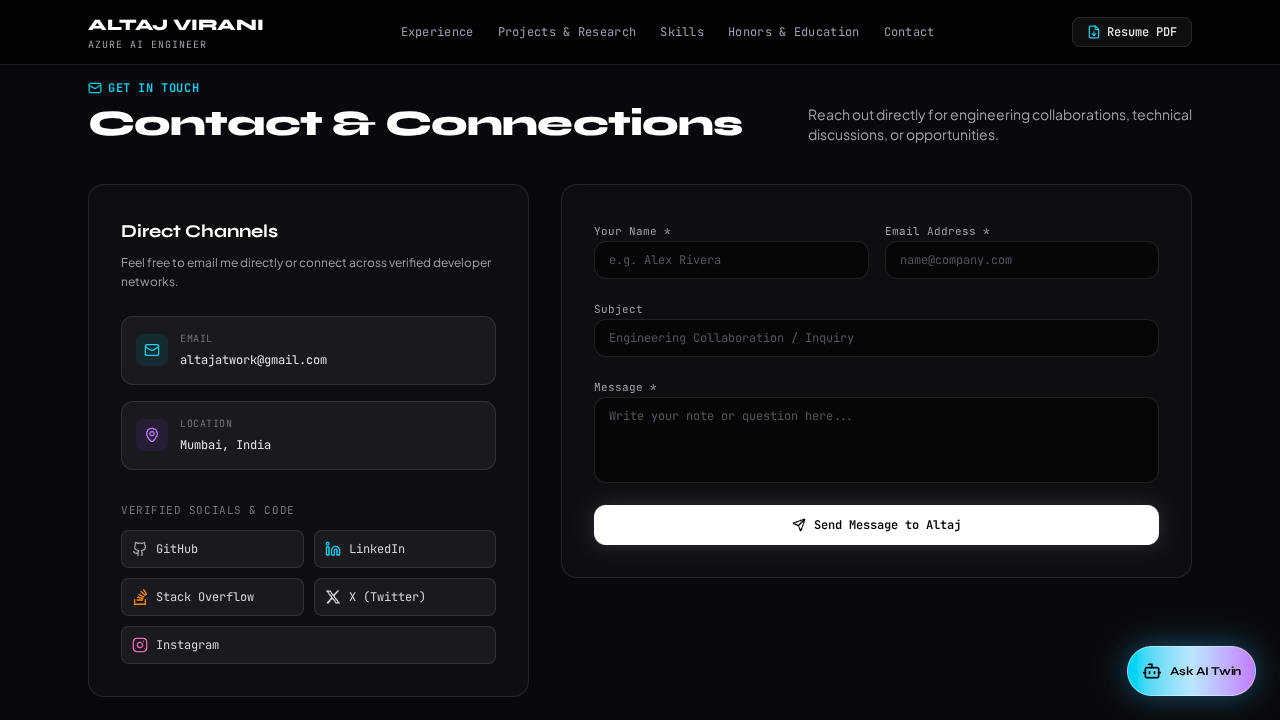 ALTAJ VIRANI
AZURE AI ENGINEER
Experience
Projects & Research
Skills
Honors & Education
Contact
Resume PDF
GET IN TOUCH
Contact & Connections
Reach out directly for engineering collaborations, technical
discussions, or opportunities.
Direct Channels
Feel free to email me directly or connect across verified developer
networks.
EMAIL
altajatwork@gmail.com
LOCATION
Mumbai, India
VERIFIED SOCIALS & CODE
GitHub
LinkedIn
Stack Overflow
X (Twitter)
Instagram
Your Name *
e.g. Alex Rivera
Email Address *
name@company.com
Subject
Engineering Collaboration / Inquiry
Message *
Write your note or question here...
Send Message to Altaj
Ask AI Twin